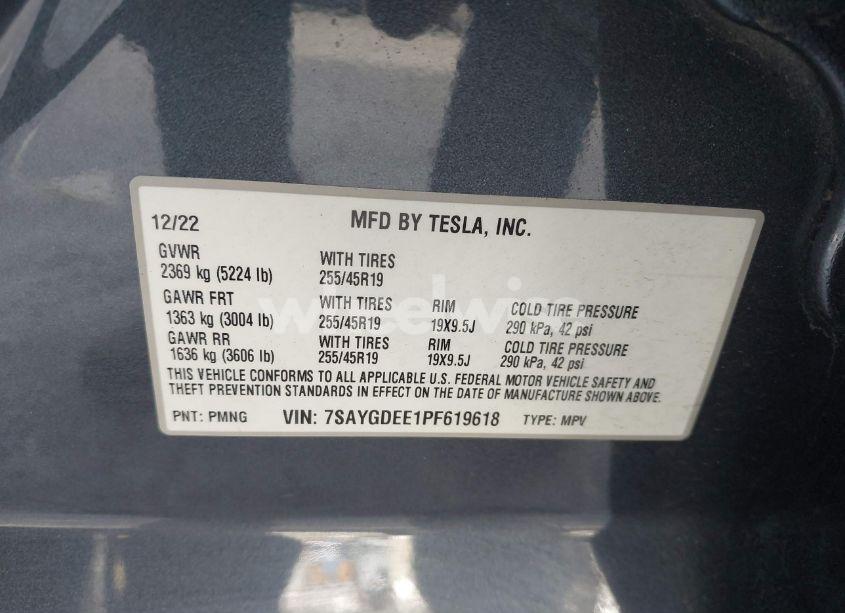 12/22 MFD BY TESLA, INC.
GVWR WITH TIRES
2369 kg (5224 lb) 255/45R19
GAWR FRT WITH TIRES RIM COLD TIRE PRESSURE
1363 kg (3004 lb) 255/45R19 19X9.5J 290 kPa, 42 psi
GAWR RR WITH TIRES RIM COLD TIRE PRESSURE
1636 kg (3606 lb) 255/45R19 19X9.5J 290 kPa, 42 psi
THIS VEHICLE CONFORMS TO ALL APPLICABLE U.S. FEDERAL MOTOR VEHICLE SAFETY AND
THEFT PREVENTION STANDARDS IN EFFECT ON THE DATE OF MANUFACTURE SHOWN ABOVE.
PNT: PMNG VIN: 7SAYGDEE1PF619618 TYPE: MPV